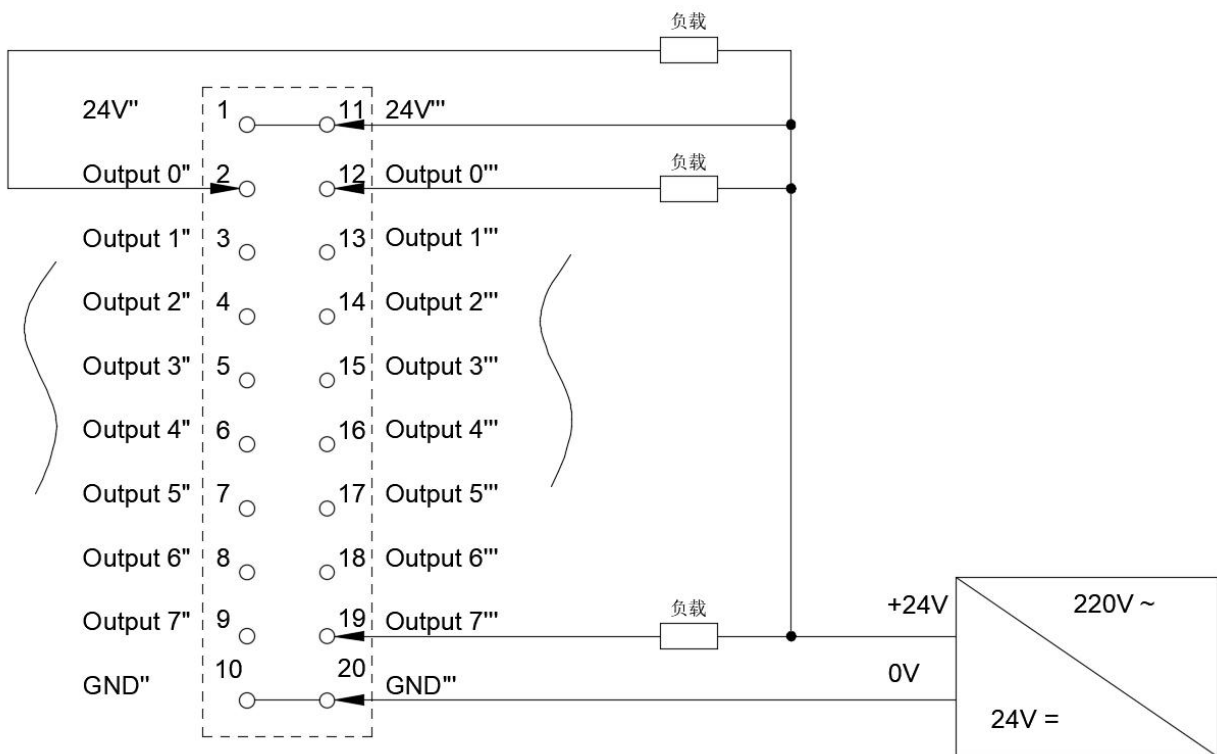 负载
24V" 1 11 24V'"
负载
Output 0" 2 12 Output 0'"
Output 1" 3 13 Output 1'"
Output 2" 4 14 Output 2'"
Output 3" 5 15 Output 3'"
Output 4" 6 16 Output 4'"
Output 5" 7 17 Output 5'"
Output 6" 8 18 Output 6'"
负载
Output 7" 9 19 Output 7'"
+24V 220V ~
GND" 10 20 GND'"
0V
24V =